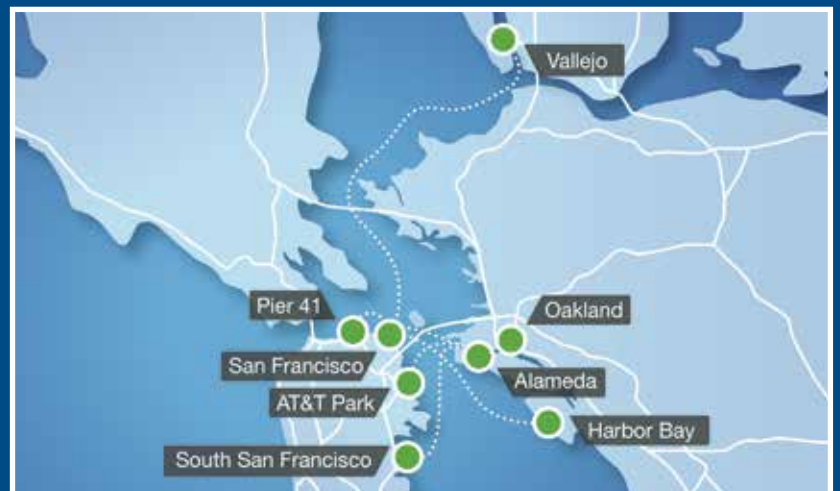 Vallejo
Pier 41
Oakland
San Francisco
Alameda
AT&T Park
Harbor Bay
South San Francisco